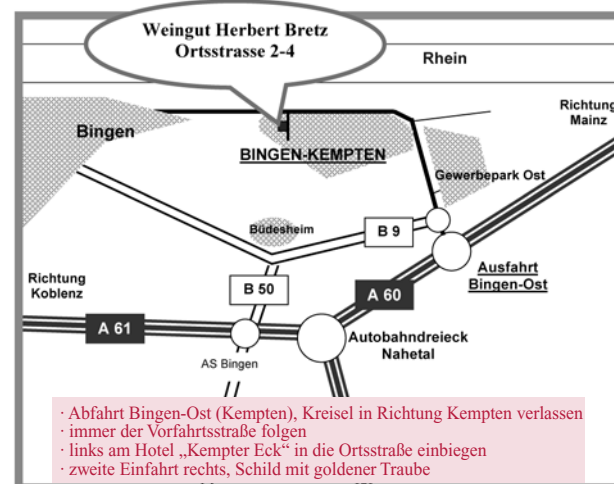 Weingut Herbert Bretz
Ortsstrasse 2-4
Rhein
Richtung
Mainz
Bingen
BINGEN-KEMPTEN
Gewerbepark Ost
Büdesheim
B 9
Ausfahrt
Bingen-Ost
Richtung
Koblenz
B 50
A 60
A 61
Autobahndreieck
Nahetal
AS Bingen
· Abfahrt Bingen-Ost (Kempten), Kreisel in Richtung Kempten verlassen
· immer der Vorfahrtsstraße folgen
· links am Hotel „Kempter Eck“ in die Ortsstraße einbiegen
· zweite Einfahrt rechts, Schild mit goldener Traube